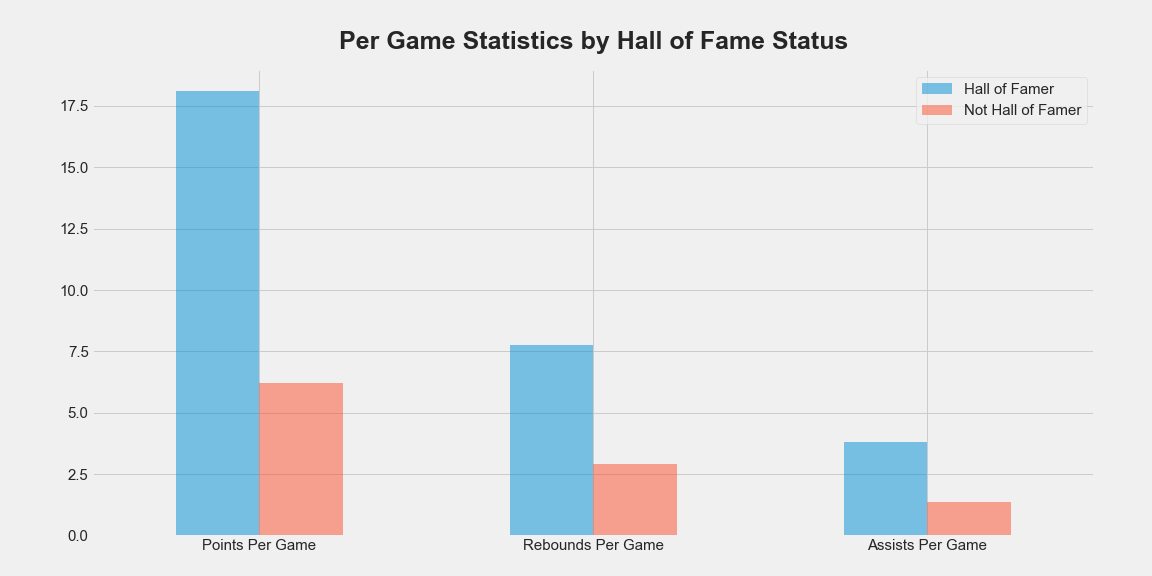 Per Game Statistics by Hall of Fame Status
Hall of Famer
Not Hall of Famer
17.5
15.0
12.5
10.0
7.5
5.0
2.5
0.0
Points Per Game
Rebounds Per Game
Assists Per Game